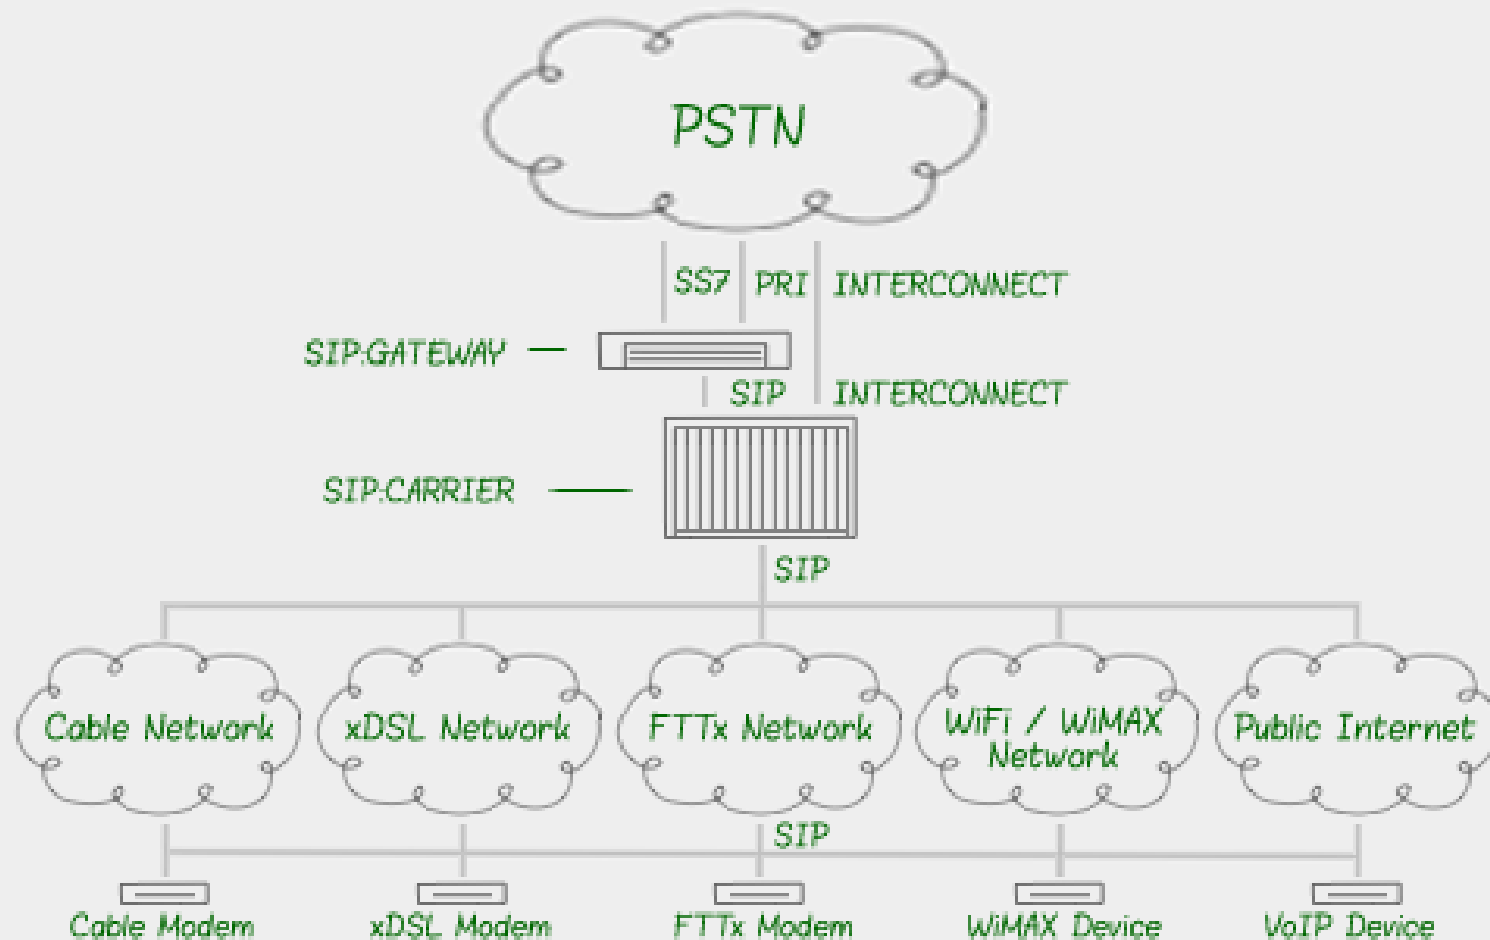 PSTN
SS7 PRI INTERCONNECT
SIP:GATEWAY
SIP INTERCONNECT
SIP:CARRIER
SIP
Cable Network xDSL Network FTTx Network WiFi / WiMAX Network Public Internet
SIP
Cable Modem xDSL Modem FTTx Modem WiMAX Device VoIP Device